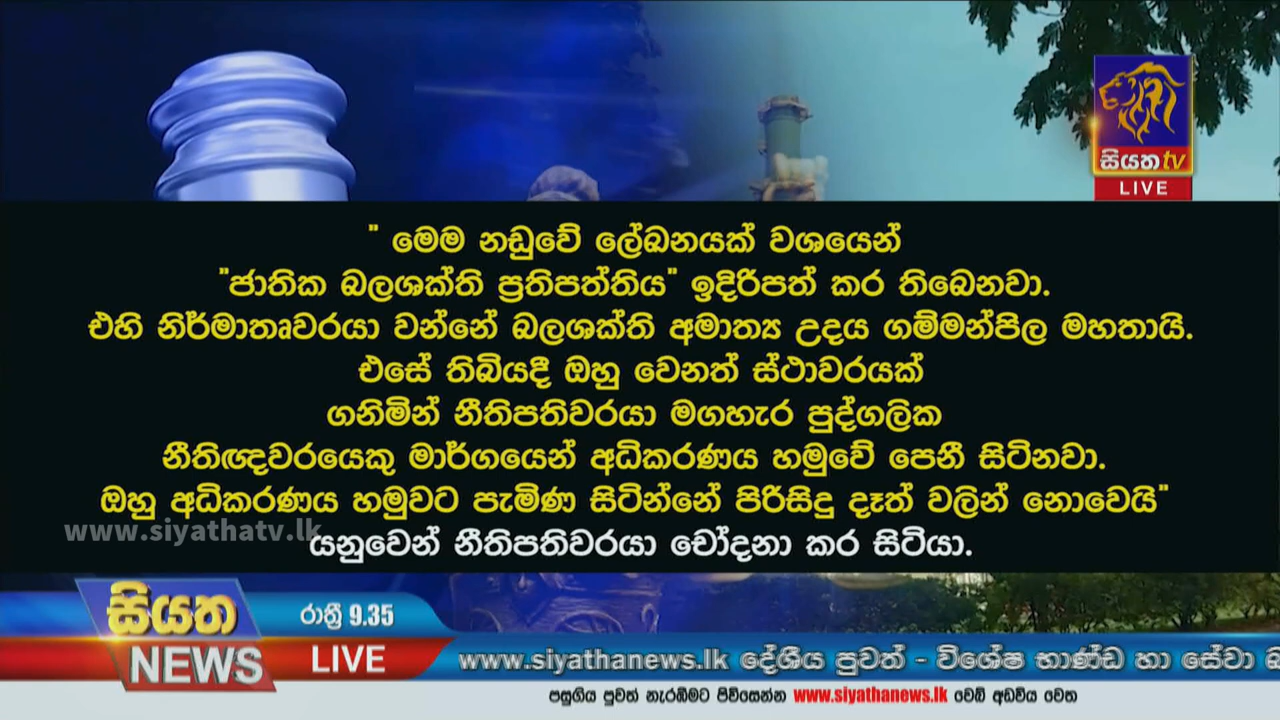 සියත tv
LIVE
" මෙම නඩුවේ ලේඛනයක් වශයෙන්
"ජාතික බලශක්ති ප්‍රතිපත්තිය" ඉදිරිපත් කර තිබෙනවා.
එහි නිර්මාතෘවරයා වන්නේ බලශක්ති අමාත්‍ය උදය ගම්මන්පිල මහතායි.
එසේ තිබියදී ඔහු වෙනත් ස්ථාවරයක්
ගනිමින් නීතිපතිවරයා මගහැර පුද්ගලික
නීතිඥවරයෙකු මාර්ගයෙන් අධිකරණය හමුවේ පෙනී සිටිනවා.
ඔහු අධිකරණය හමුවට පැමිණ සිටින්නේ පිරිසිදු දෑත් වලින් නොවෙයි"
www.siyathatv.lk
යනුවෙන් නීතිපතිවරයා චෝදනා කර සිටියා.
සියත
NEWS
රාත්‍රී 9.35
LIVE
www.siyathanews.lk දේශීය පුවත් - විශේෂ භාණ්ඩ හා සේවා බ
පසුගිය පුවත් නැරඹීමට පිවිසෙන්න www.siyathanews.lk වෙබ් අඩවිය වෙත